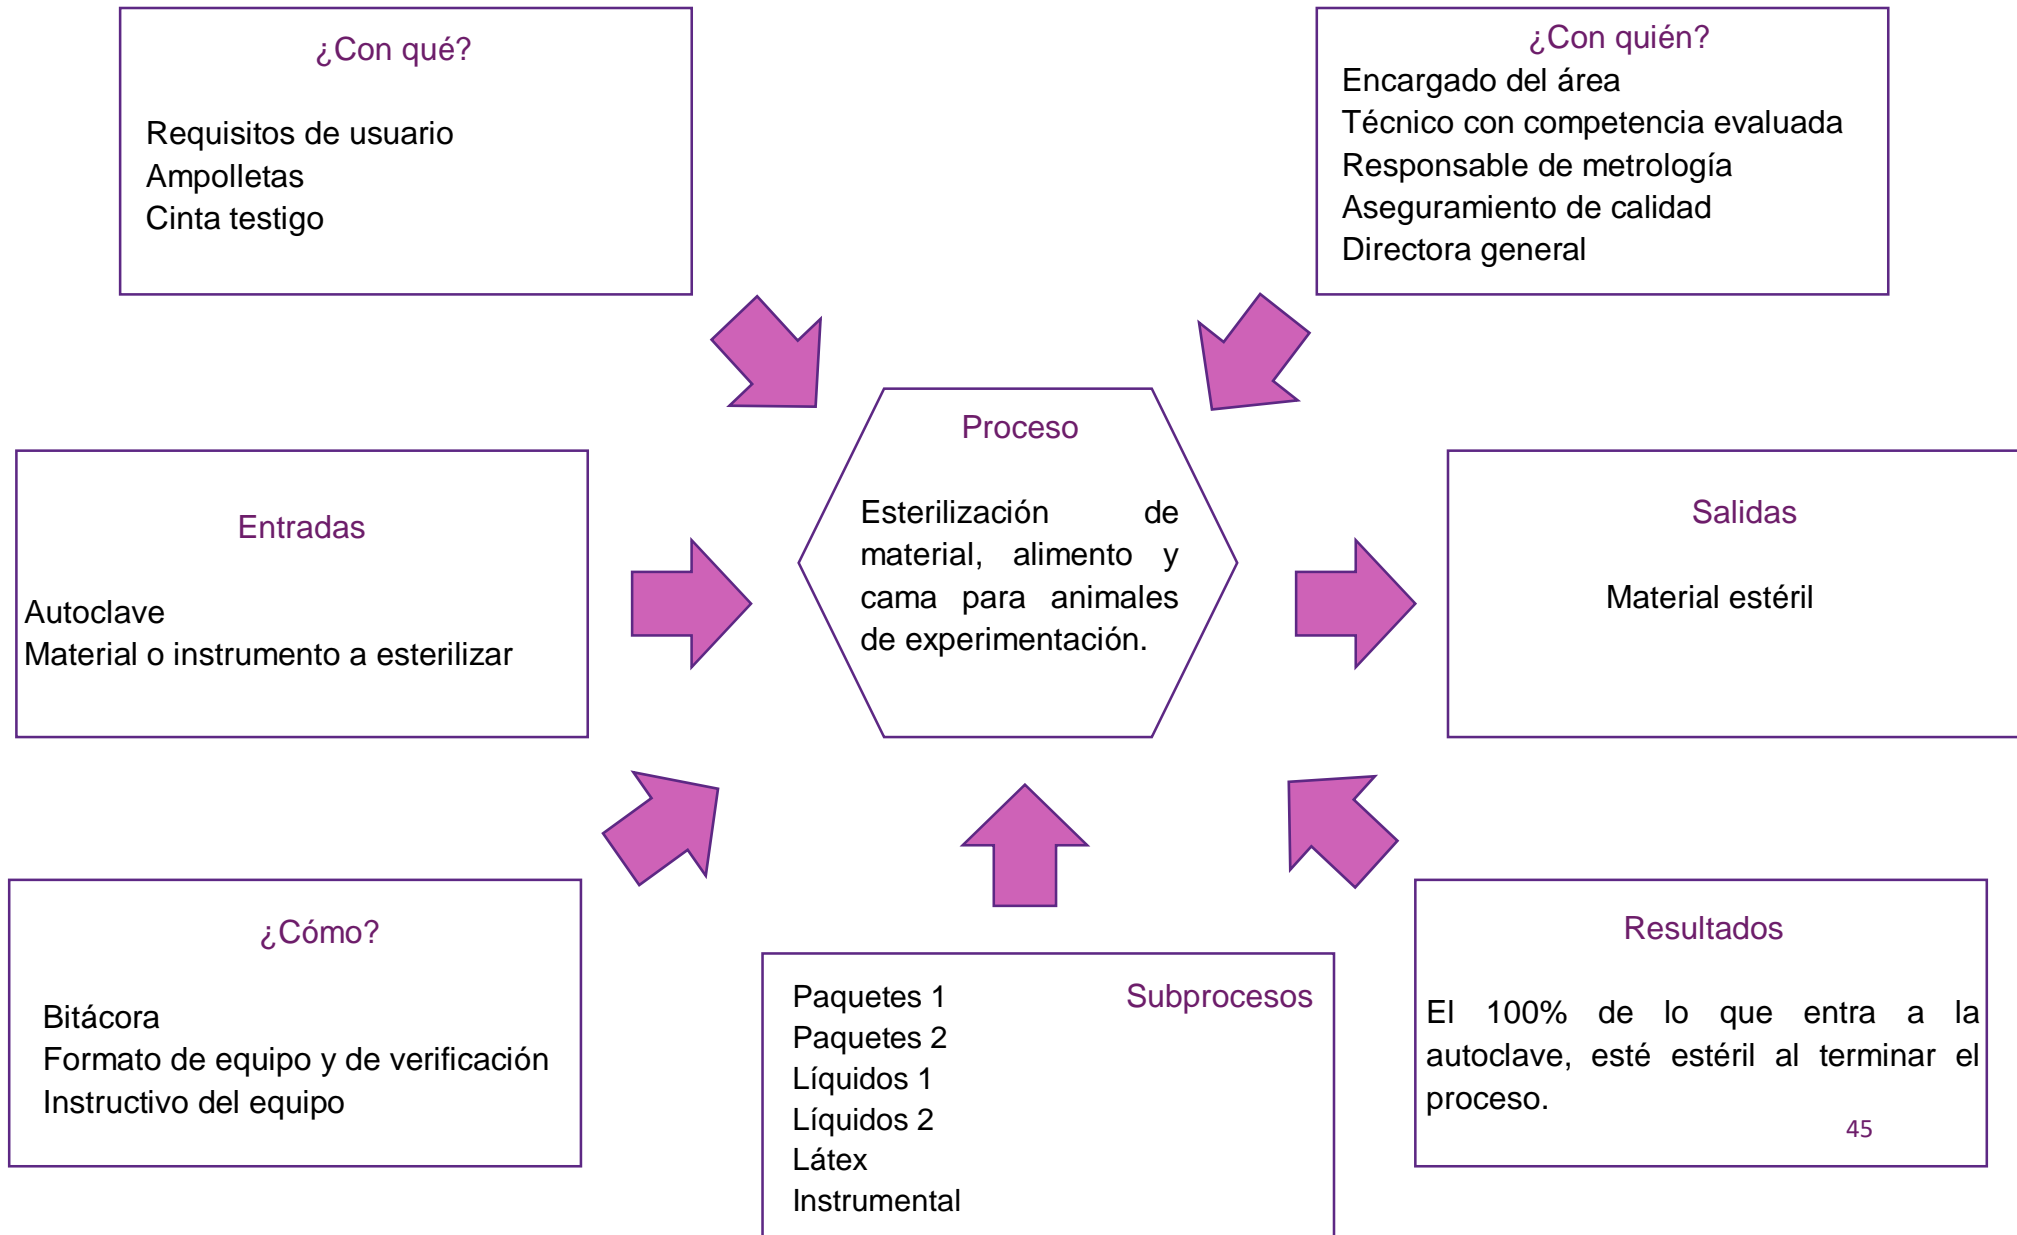 ¿Con qué?
Requisitos de usuario
Ampolletas
Cinta testigo
¿Con quién?
Encargado del área
Técnico con competencia evaluada
Responsable de metrología
Aseguramiento de calidad
Directora general
Entradas
Autoclave
Material o instrumento a esterilizar
Proceso
Esterilización de
material, alimento y
cama para animales
de experimentación.
Salidas
Material estéril
¿Cómo?
Bitácora
Formato de equipo y de verificación
Instructivo del equipo
Subprocesos
Paquetes 1
Paquetes 2
Líquidos 1
Líquidos 2
Látex
Instrumental
Resultados
El 100% de lo que entra a la
autoclave, esté estéril al terminar el
proceso.
45